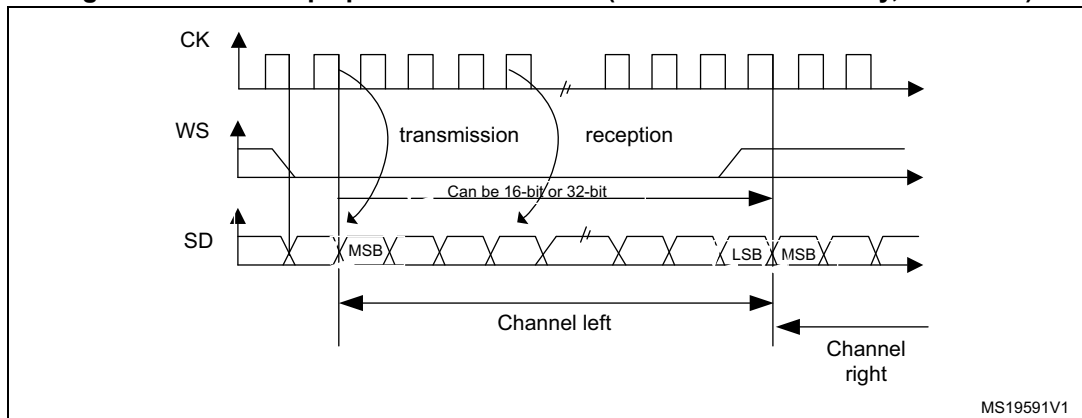 CK
WS
transmission
reception
Can be 16-bit or 32-bit
SD
MSB
LSB
MSB
Channel left
Channel
right
MS19591V1